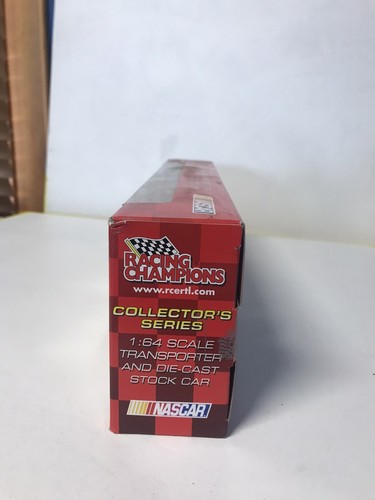 RACING
CHAMPIONS
www.rcertl.com
COLLECTOR'S
SERIES
1:64 SCALE
TRANSPORTER
AND DIE-CAST
STOCK CAR
NASCAR